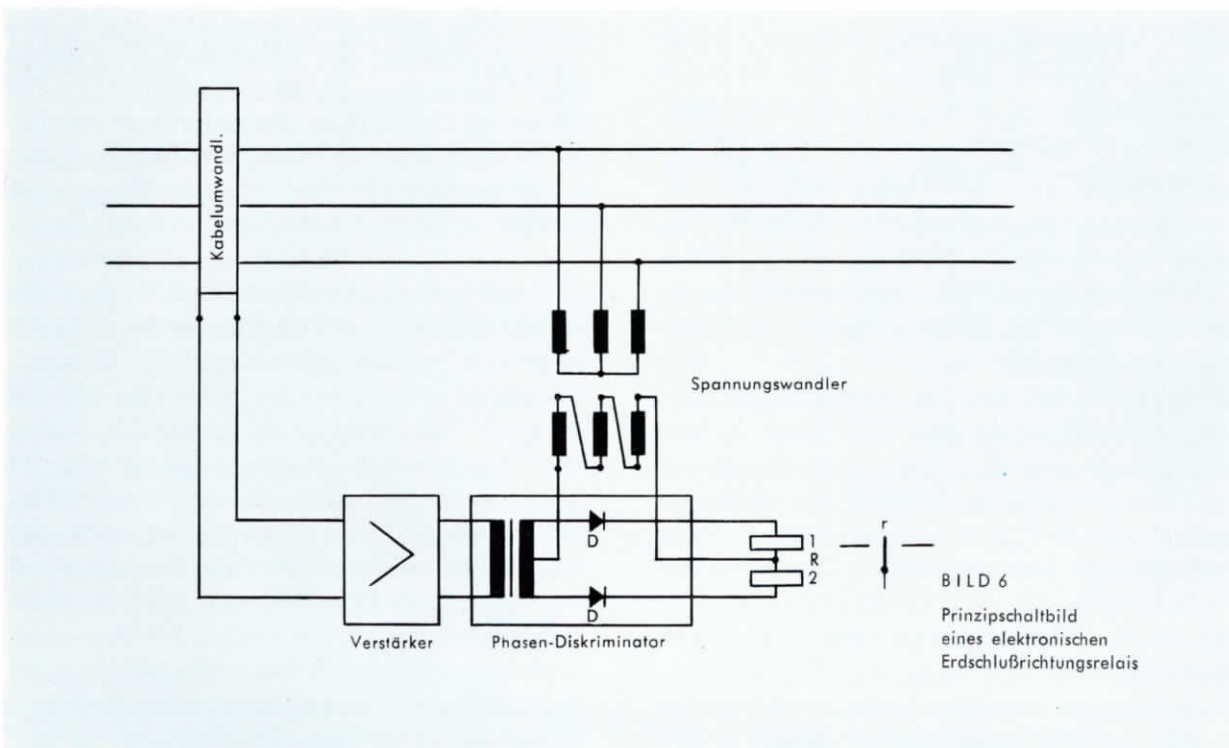 Kabelumwandl.
Spannungswandler
D
D
1
R
2
r
Verstärker
Phasen-Diskriminator
BILD 6
Prinzipschaltbild
eines elektronischen
Erdschlußrichtungsrelais